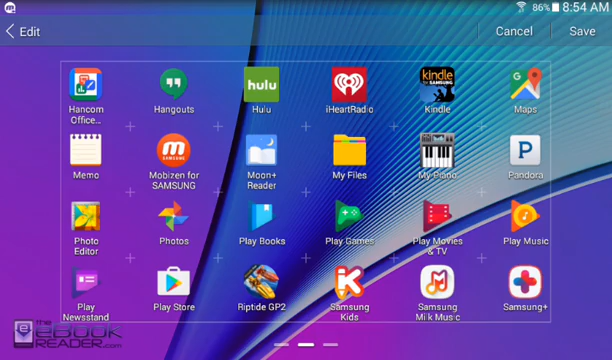 86% 8:54 AM
Edit Cancel Save
hulu
kindle
for SAMSUNG
Hancom Office... Hangouts Hulu iHeartRadio Kindle Maps
SAMSUNG
P
Memo Mobizen for SAMSUNG Moon+ Reader My Files My Piano Pandora
Photo Editor Photos Play Books Play Games Play Movies & TV Play Music
Play Newsstand Play Store Riptide GP2 Samsung Kids Samsung Milk Music Samsung+
the
eBOOK
READER.com